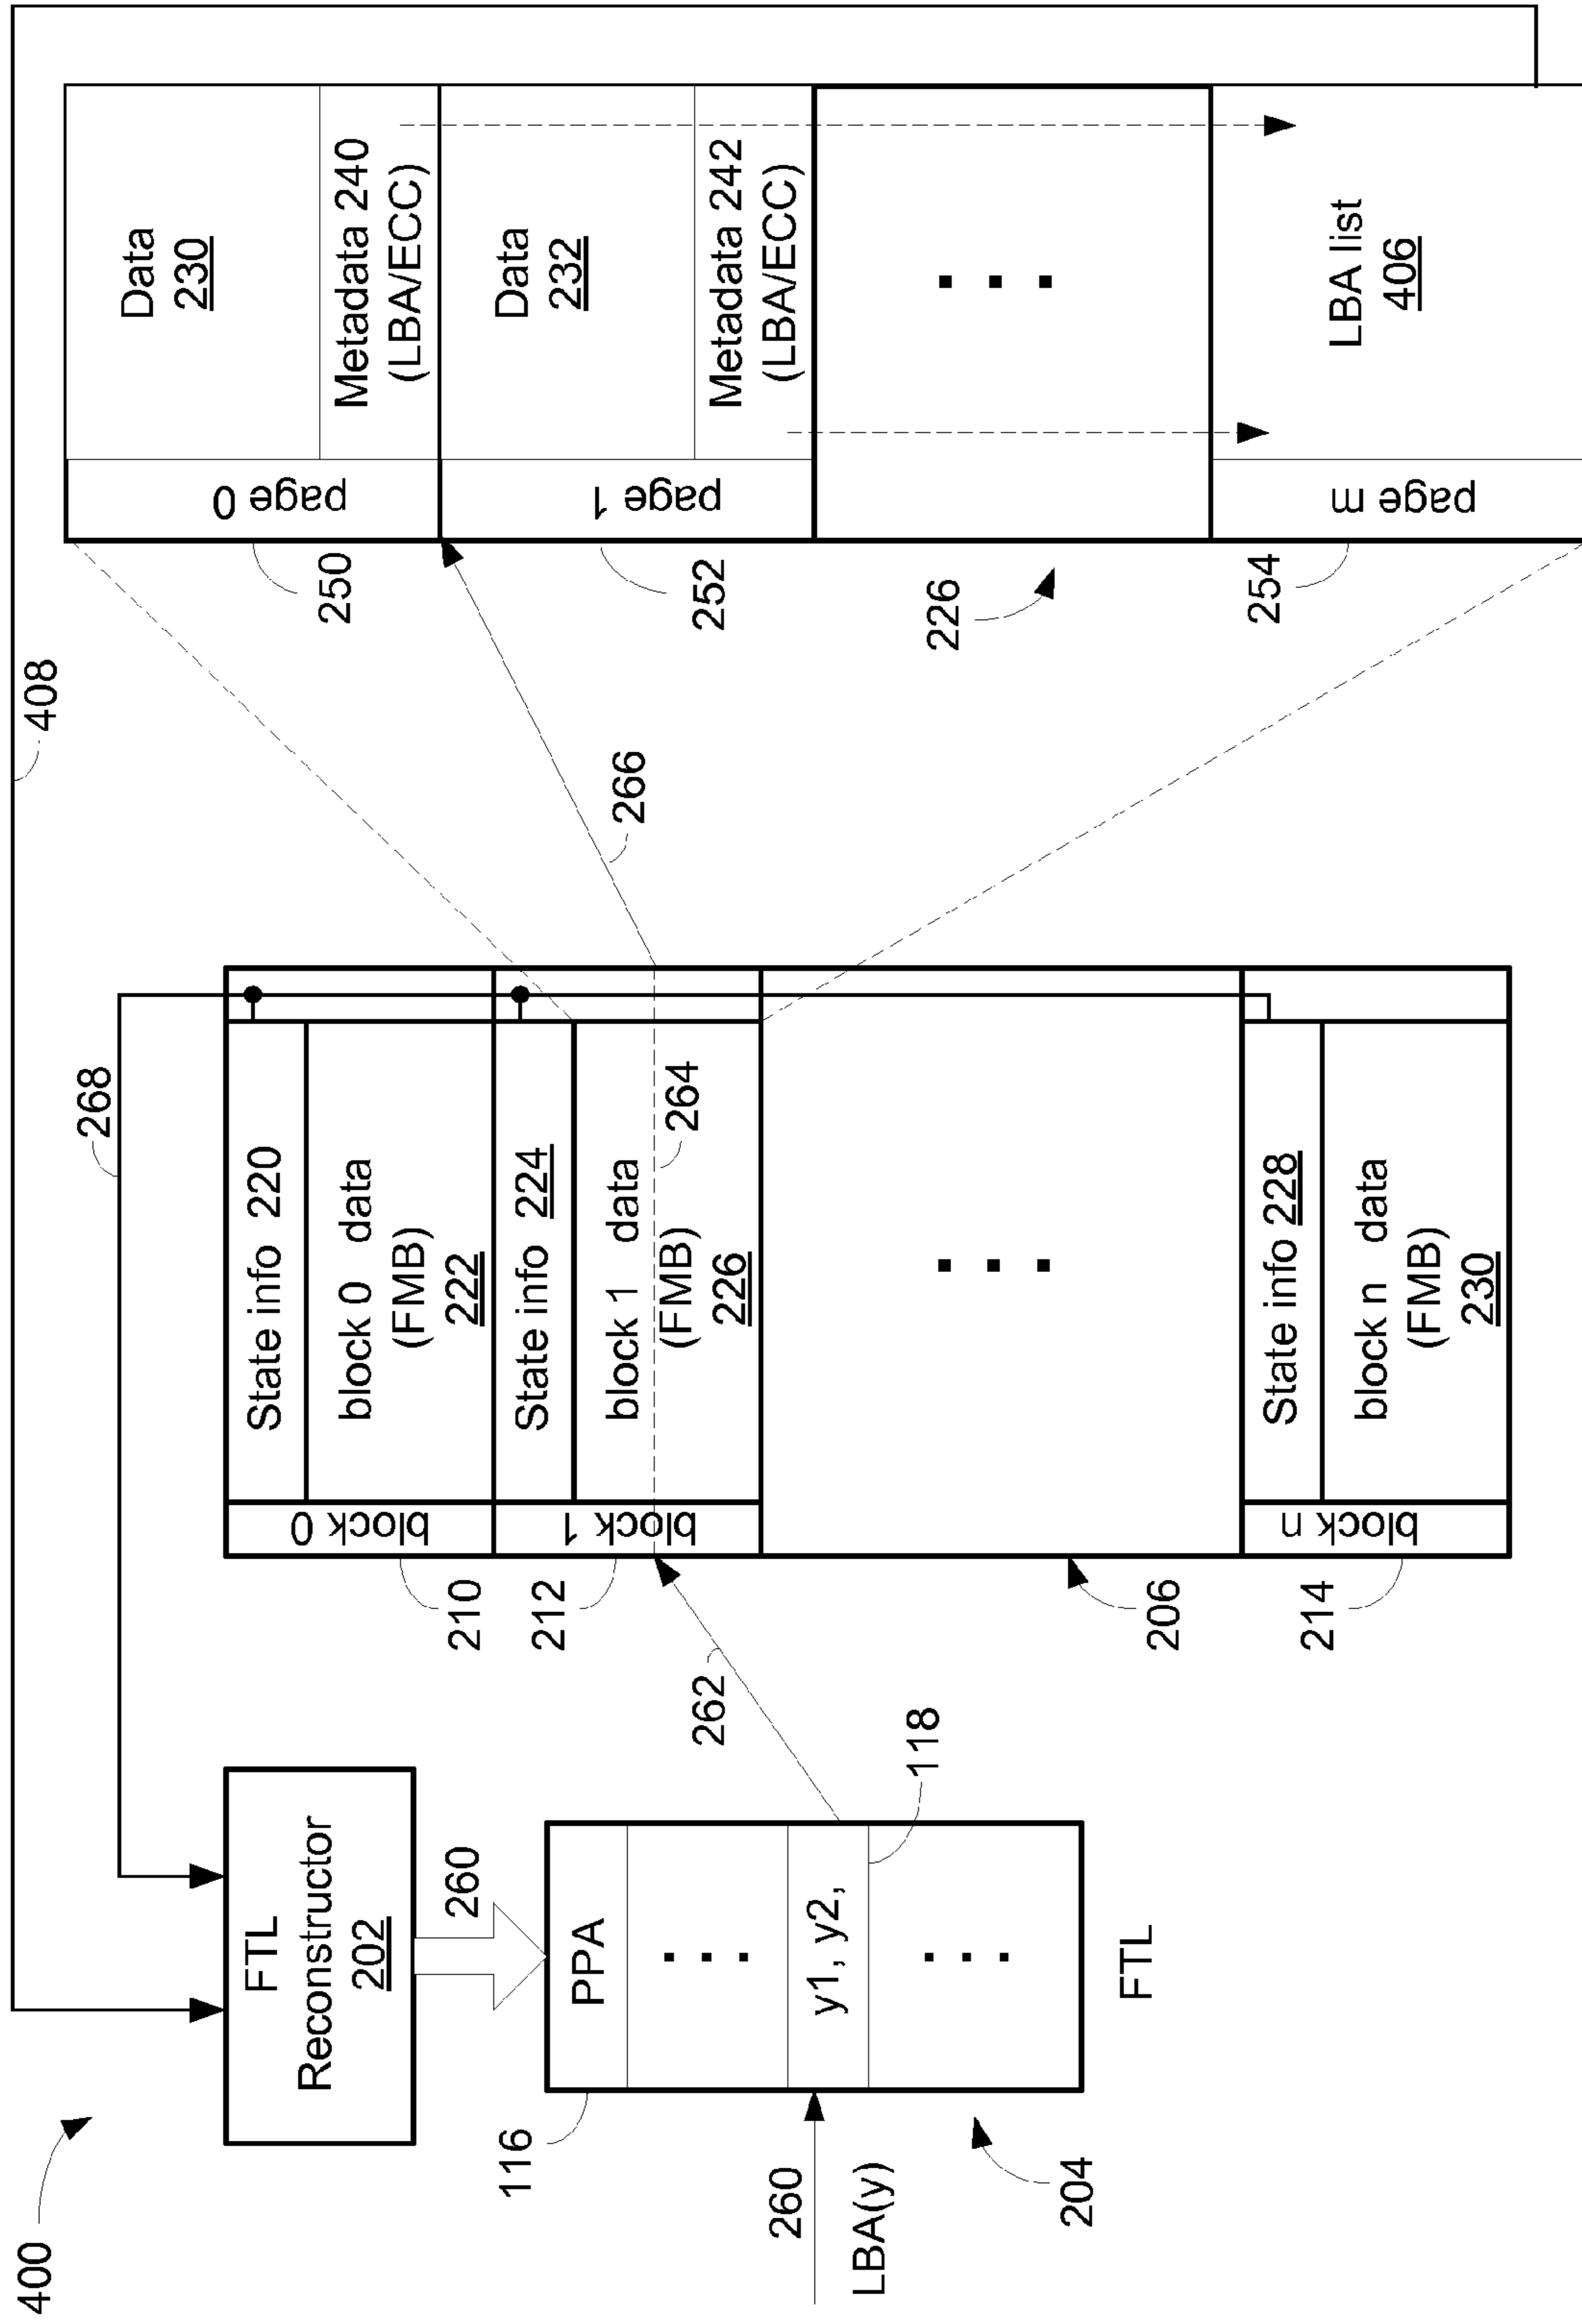 400
408
268
FTL
Reconstructor
202
260
116
PPA
. . .
y1, y2,
. . .
118
260
LBA(y)
204
FTL
262
210
212
206
214
block 0
State info 220
block 0 data
(FMB)
222
block 1
State info 224
block 1 data
(FMB)
226
264
. . .
block n
State info 228
block n data
(FMB)
230
266
250
252
226
254
page 0
Data
230
Metadata 240
(LBA/ECC)
page 1
Data
232
Metadata 242
(LBA/ECC)
. . .
page m
LBA list
406